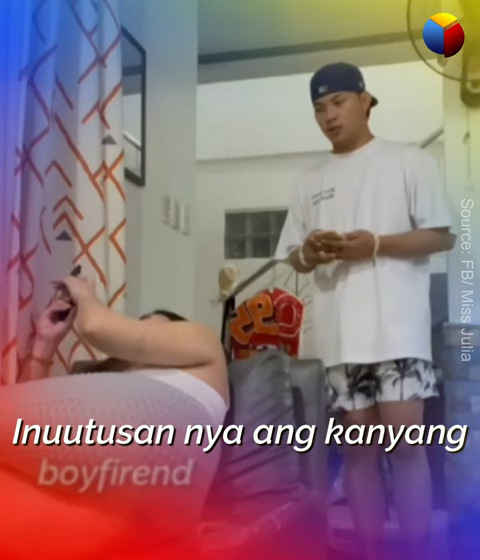 Inuutusan nya ang kanyang
boyfirend
Source: FB/ Miss Julia